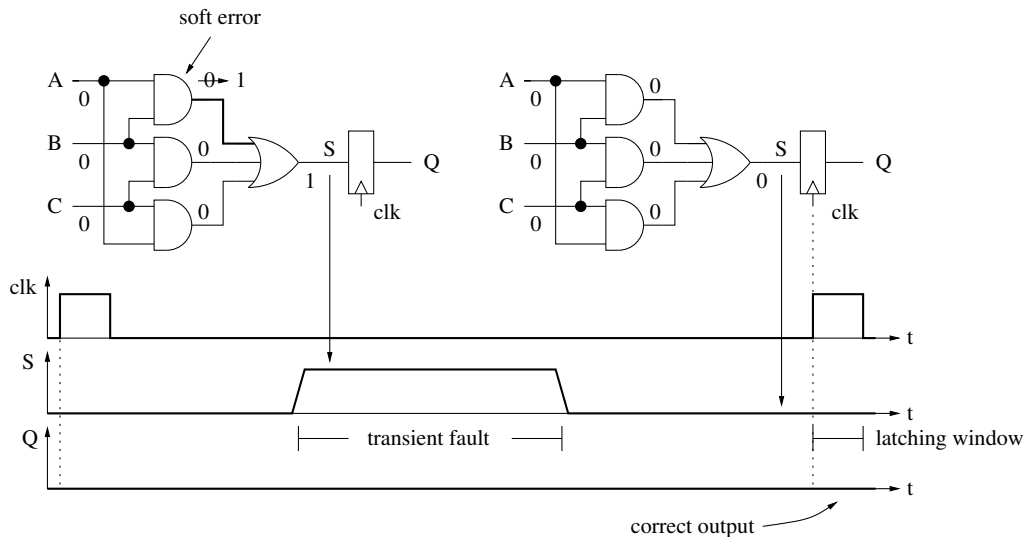 soft error
A 0 0 1 A 0
0 0
B 0 S Q B 0 S Q
0 1 0 0
C 0 clk C 0 clk
0 0
clk t
S t
transient fault latching window
Q t
correct output